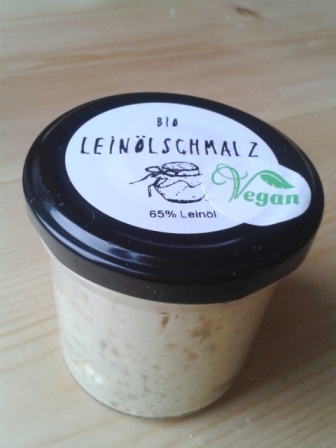 BIO
LEINÖLSCHMALZ
Vegan
65% Leinöl